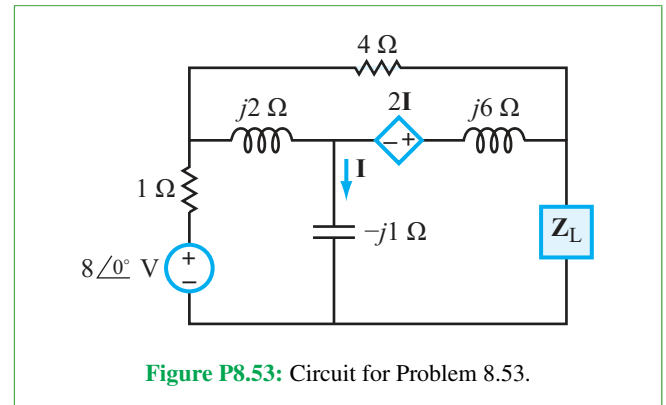 4 Ω
j2 Ω
2I
j6 Ω
− +
I
1 Ω
−j1 Ω
Z_L
8∠0° V
+
−
Figure P8.53: Circuit for Problem 8.53.